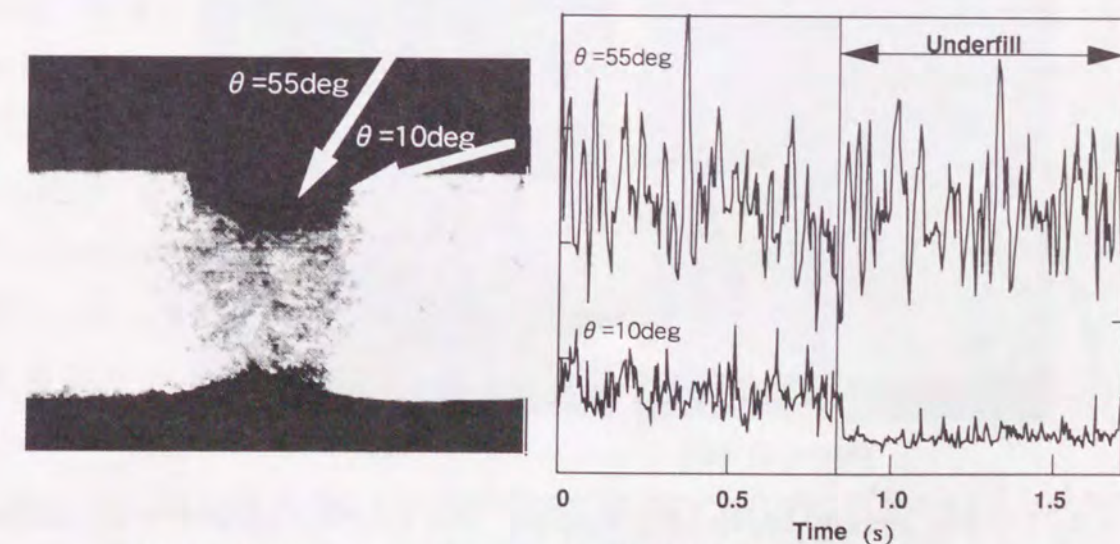 θ=55deg
θ=10deg
θ=55deg
Underfill
θ=10deg
0 0.5 1.0 1.5
Time (s)